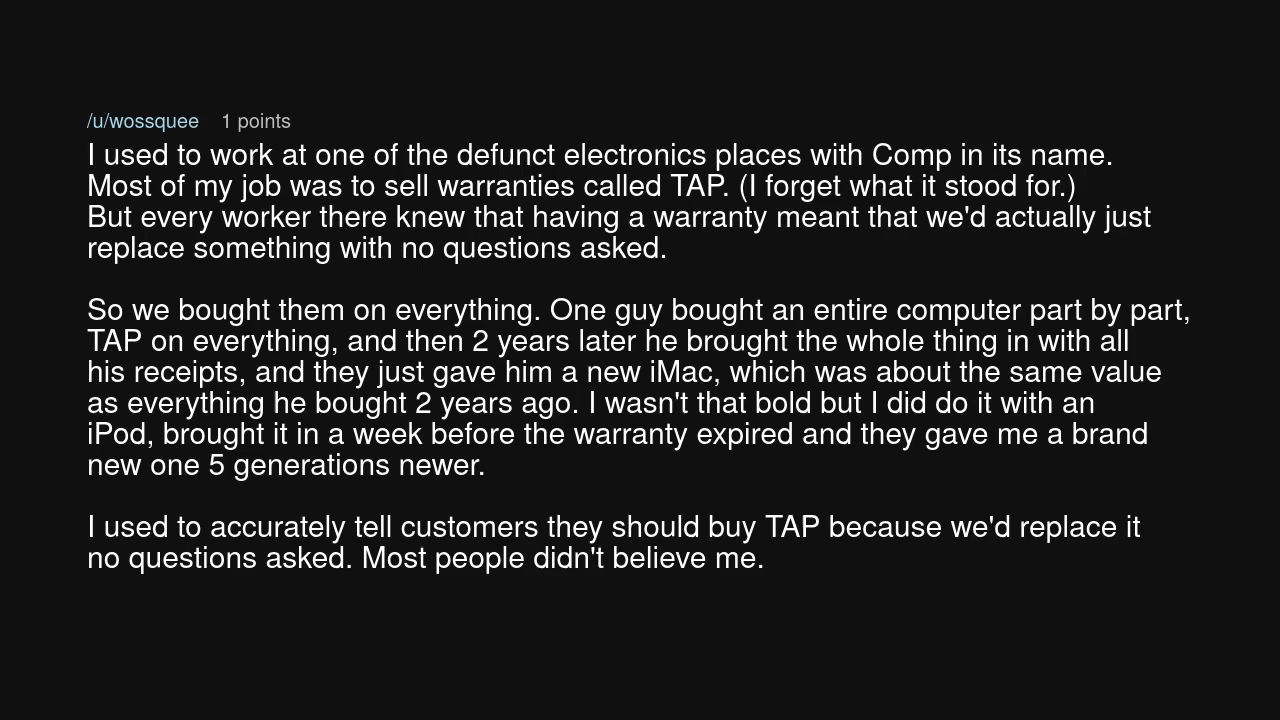 /u/wossquee 1 points
I used to work at one of the defunct electronics places with Comp in its name.
Most of my job was to sell warranties called TAP. (I forget what it stood for.)
But every worker there knew that having a warranty meant that we'd actually just
replace something with no questions asked.
So we bought them on everything. One guy bought an entire computer part by part,
TAP on everything, and then 2 years later he brought the whole thing in with all
his receipts, and they just gave him a new iMac, which was about the same value
as everything he bought 2 years ago. I wasn't that bold but I did do it with an
iPod, brought it in a week before the warranty expired and they gave me a brand
new one 5 generations newer.
I used to accurately tell customers they should buy TAP because we'd replace it
no questions asked. Most people didn't believe me.